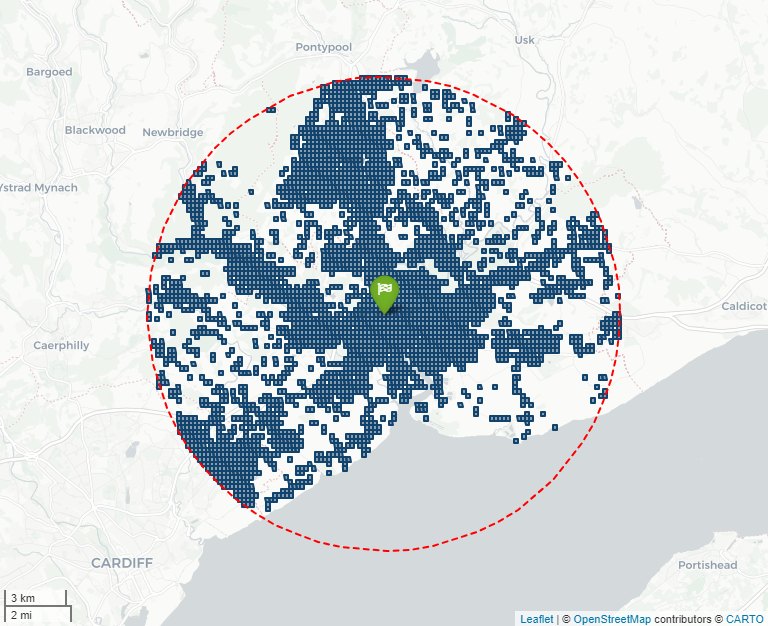 Pontypool
Usk
Bargoed
Blackwood
Newbridge
Ystrad Mynach
Caldicot
Caerphilly
CARDIFF
Portishead
3 km
2 mi
Leaflet | © OpenStreetMap contributors © CARTO